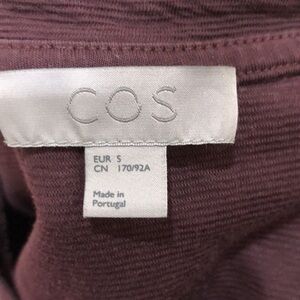 COS
EUR S
CN 170/92A
Made in
Portugal